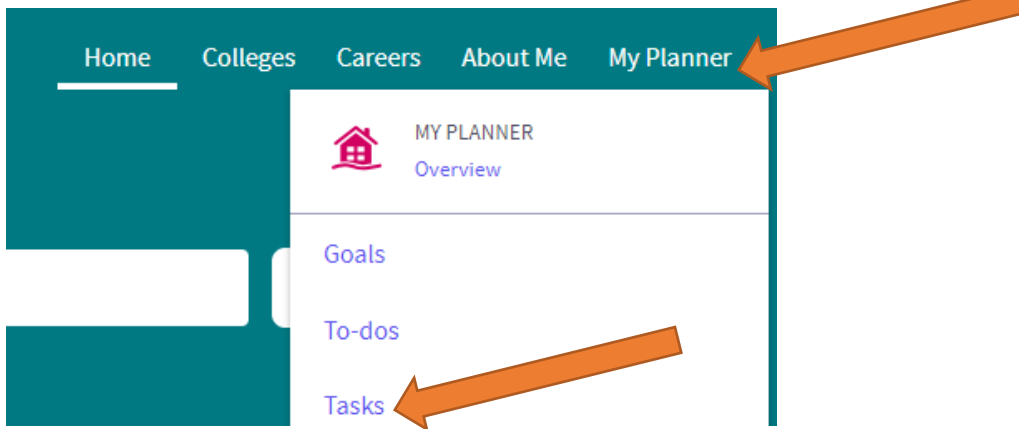 Home Colleges Careers About Me My Planner
MY PLANNER
Overview
Goals
To-dos
Tasks